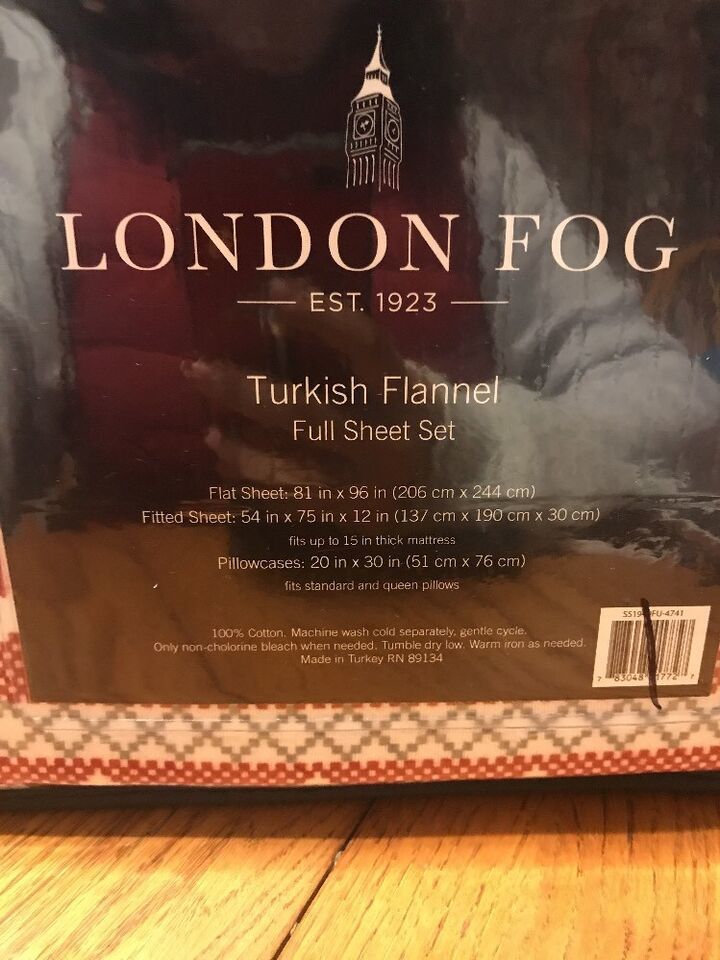 LONDON FOG
EST. 1923
Turkish Flannel
Full Sheet Set
Flat Sheet: 81 in x 96 in (206 cm x 244 cm)
Fitted Sheet: 54 in x 75 in x 12 in (137 cm x 190 cm x 30 cm)
fits up to 15 in thick mattress
Pillowcases: 20 in x 30 in (51 cm x 76 cm)
fits standard and queen pillows
100% Cotton. Machine wash cold separately, gentle cycle.
Only non-cholorine bleach when needed. Tumble dry low. Warm iron as needed.
Made in Turkey RN 89134